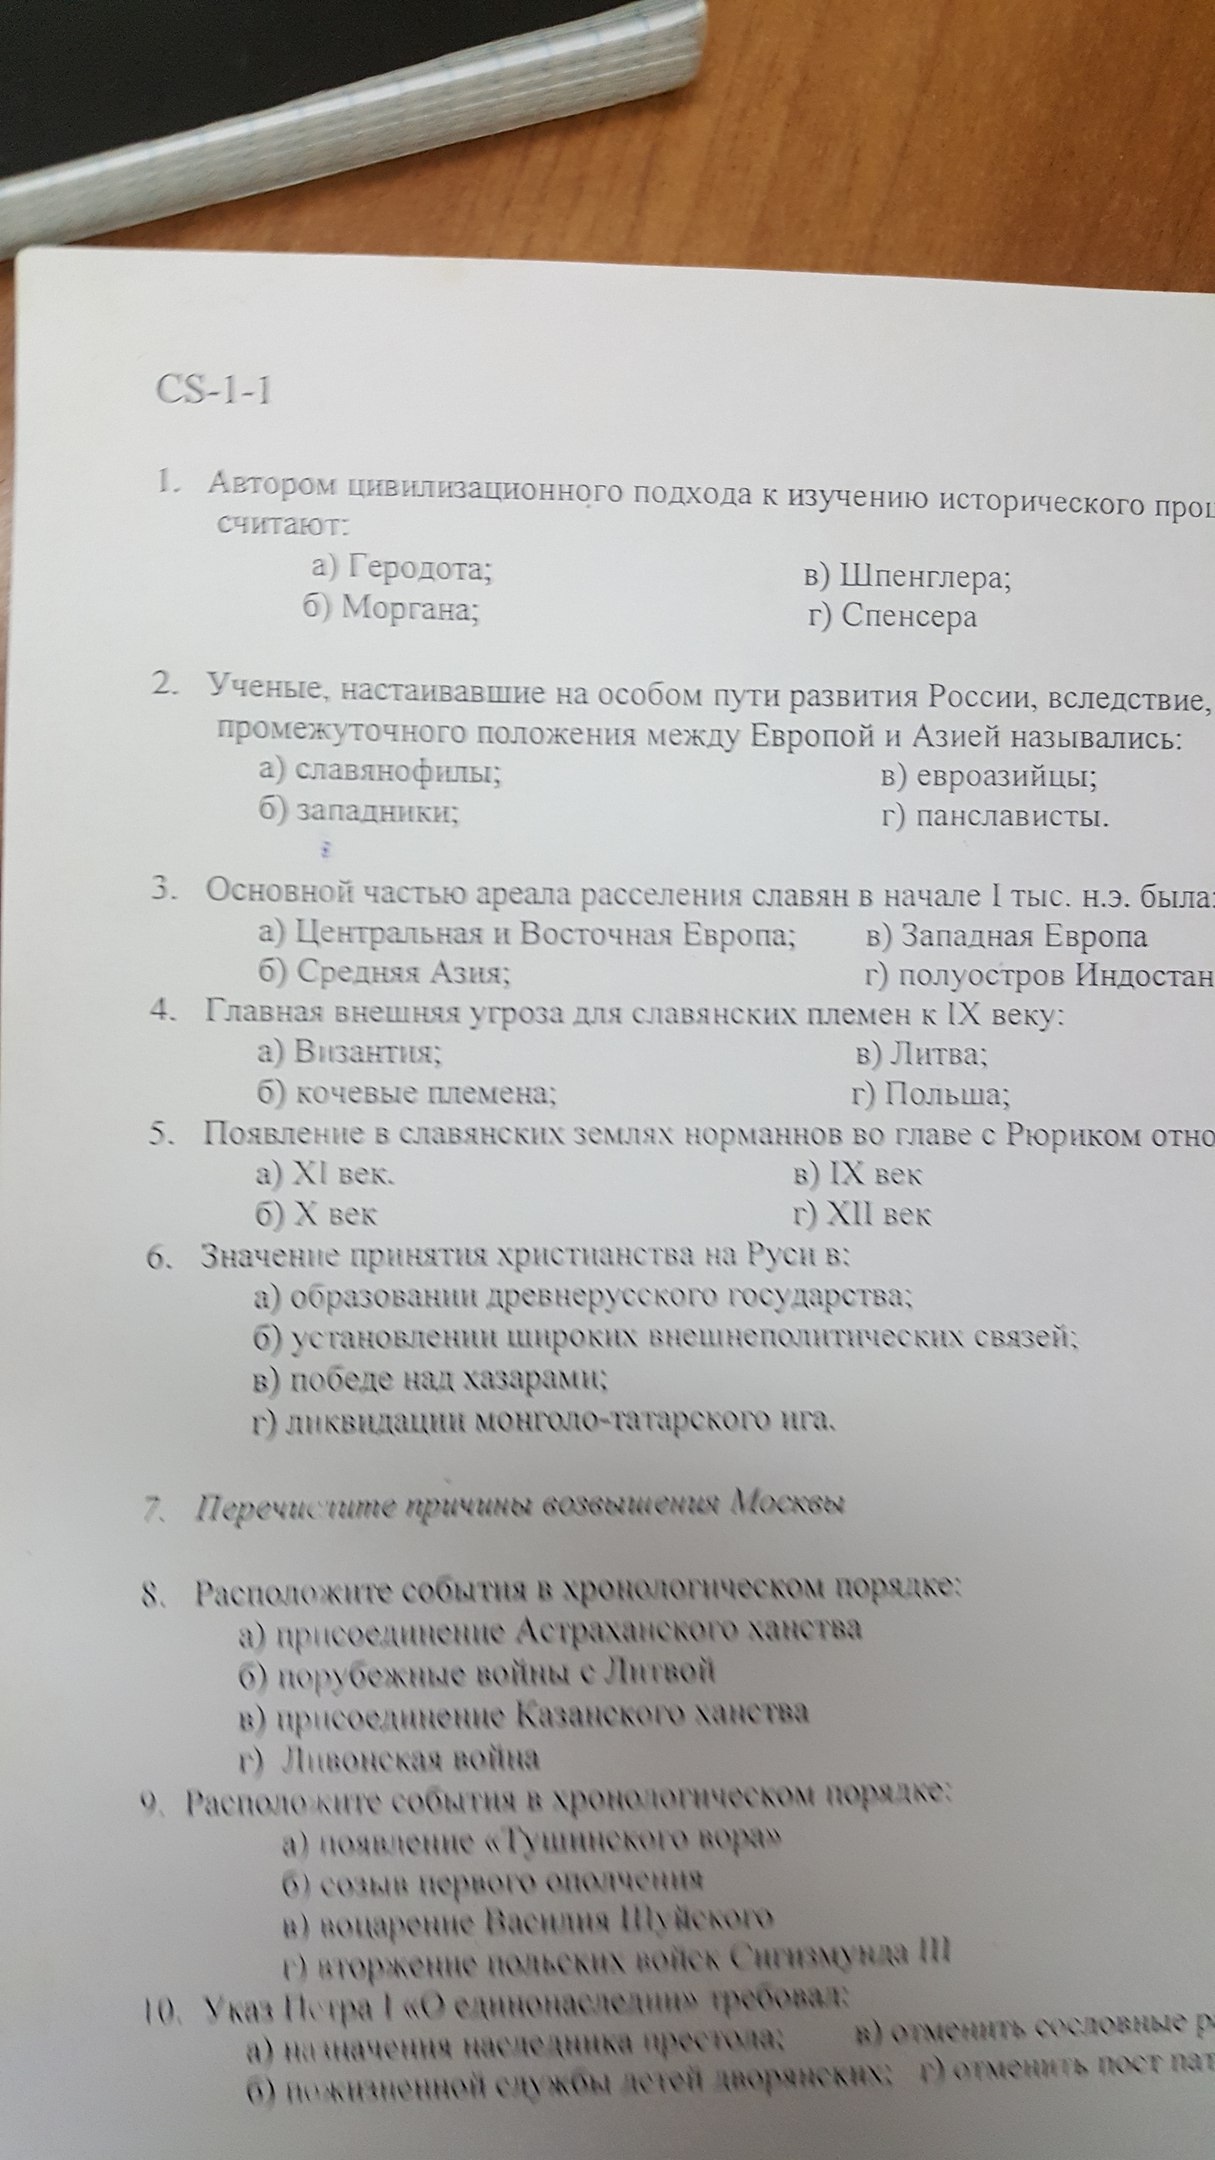 CS-1-1
1. Автором цивилизационного подхода к изучению исторического проц
считают:
а) Геродота; в) Шпенглера;
б) Моргана; г) Спенсера
2. Ученые, настаивавшие на особом пути развития России, вследствие,
промежуточного положения между Европой и Азией назывались:
а) славянофилы; в) евроазийцы;
б) западники; г) панслависты.
3. Основной частью ареала расселения славян в начале I тыс. н.э. была:
а) Центральная и Восточная Европа; в) Западная Европа
б) Средняя Азия; г) полуостров Индостан
4. Главная внешняя угроза для славянских племен к IX веку:
а) Византия; в) Литва;
б) кочевые племена; г) Польша;
5. Появление в славянских землях норманнов во главе с Рюриком отно
а) XI век. в) IX век
б) X век г) XII век
6. Значение принятия христианства на Руси в:
а) образовании древнерусского государства;
б) установлении широких внешнеполитических связей;
в) победе над хазарами;
г) ликвидации монголо-татарского ига.
7. Перечислите причины возвышения Москвы
8. Расположите события в хронологическом порядке:
а) присоединение Астраханского ханства
б) порубежные войны с Литвой
в) присоединение Казанского ханства
г) Ливонская война
9. Расположите события в хронологическом порядке:
а) появление «Тушинского вора»
б) созыв первого ополчения
в) воцарение Василия Шуйского
г) вторжение польских войск Сигизмунда III
10. Указ Петра I «О единонаследии» требовал:
а) назначения наследника престола; в) отменить сословные р
б) пожизненной службы детей дворянских; г) отменить пост пат